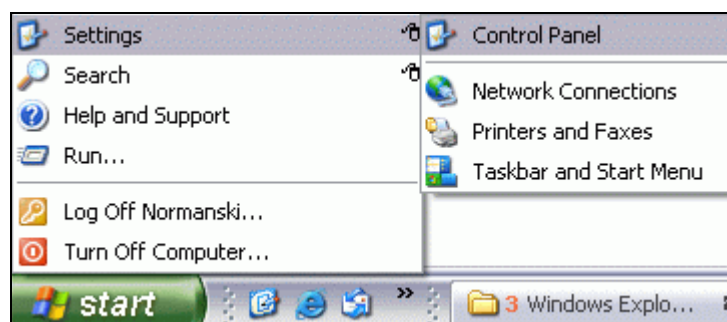 Settings
Search
Help and Support
Run...
Log Off Normanski...
Turn Off Computer...
Control Panel
Network Connections
Printers and Faxes
Taskbar and Start Menu
start
»
3 Windows Explo...